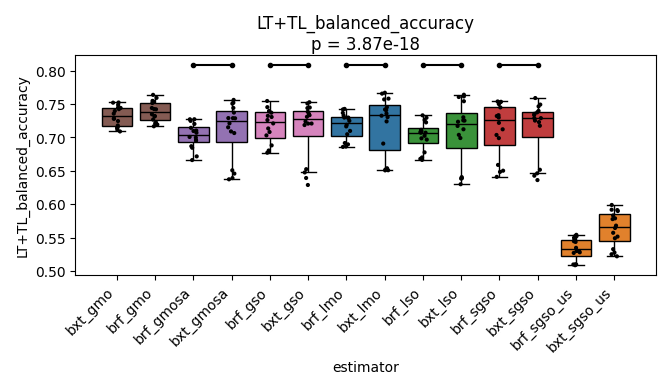 LT+TL_balanced_accuracy
p = 3.87e-18
LT+TL_balanced_accuracy
0.80
0.75
0.70
0.65
0.60
0.55
0.50
bxt_gmo
brf_gmo
brf_gmosa
bxt_gmosa
brf_gso
bxt_gso
brf_lmo
bxt_lmo
brf_lso
bxt_lso
brf_sgso
bxt_sgso
brf_sgso_us
bxt_sgso_us
estimator